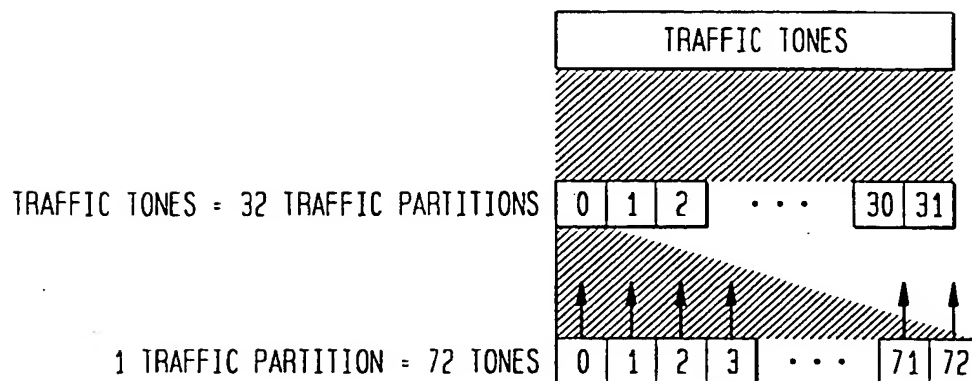 TRAFFIC TONES
TRAFFIC TONES = 32 TRAFFIC PARTITIONS 0 1 2 • • • 30 31
1 TRAFFIC PARTITION = 72 TONES 0 1 2 3 • • • 71 72